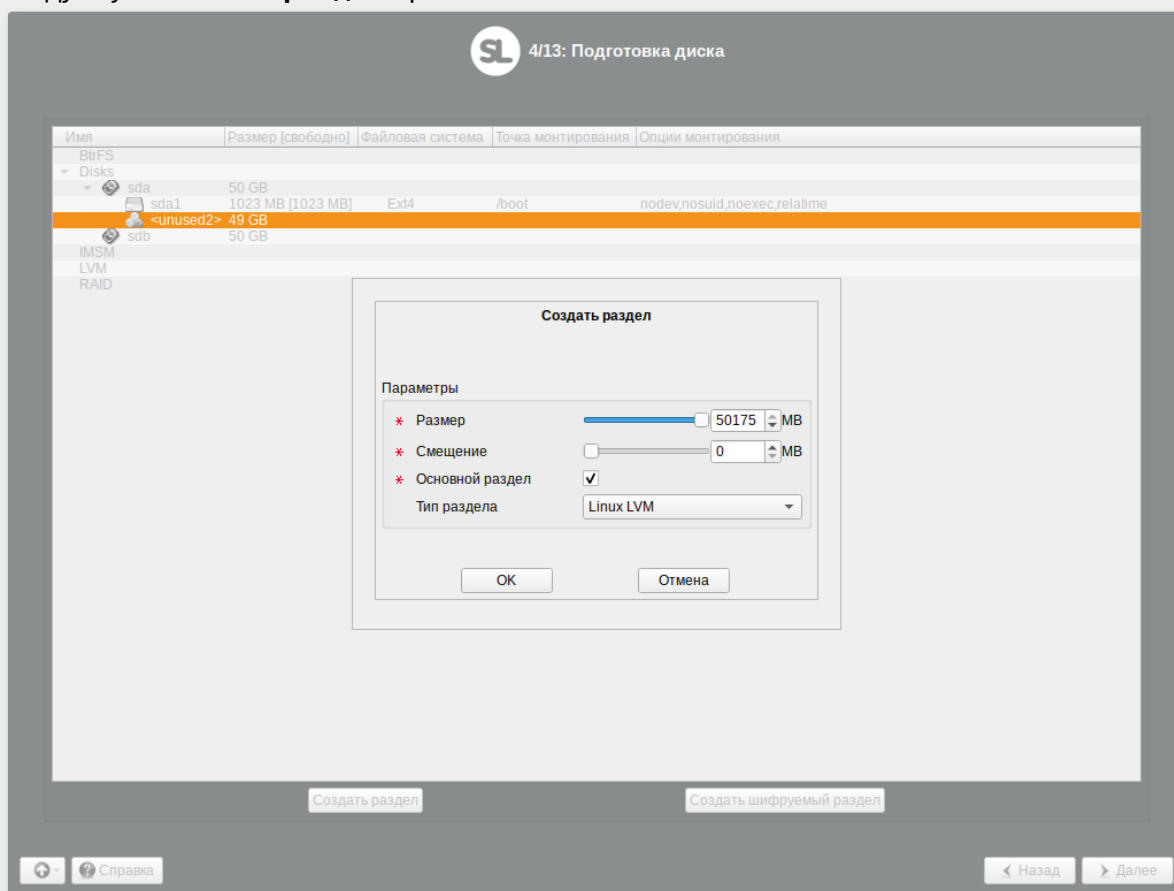 SL 4/13: Подготовка диска
Имя Размер [свободно] Файловая система Точка монтирования Опции монтирования
BtrFS
Disks
sda 50 GB
sda1 1023 MB [1023 MB] Ext4 /boot nodev,nosuid,noexec,relatime
<unused2> 49 GB
sdb 50 GB
IMSM
LVM
RAID
Создать раздел
Параметры
* Размер 50175 MB
* Смещение 0 MB
* Основной раздел
Тип раздела Linux LVM
OK Отмена
Создать раздел Создать шифруемый раздел
Справка Назад Далее